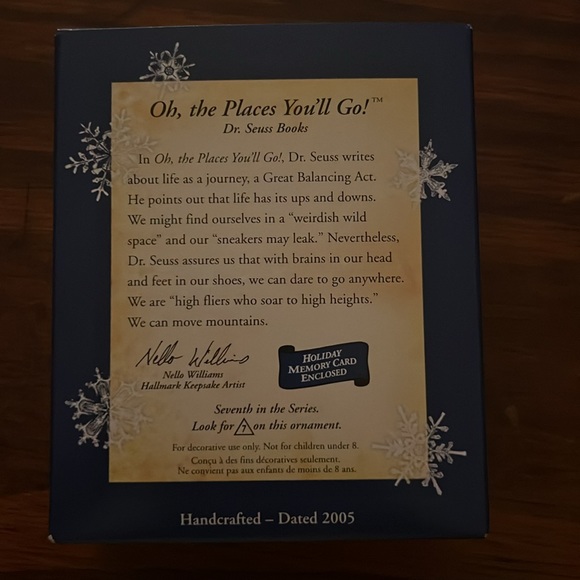 Oh, the Places You'll Go!™
Dr. Seuss Books
In Oh, the Places You'll Go!, Dr. Seuss writes
about life as a journey, a Great Balancing Act.
He points out that life has its ups and downs.
We might find ourselves in a “weirdish wild
space” and our “sneakers may leak.” Nevertheless,
Dr. Seuss assures us that with brains in our head
and feet in our shoes, we can dare to go anywhere.
We are “high fliers who soar to high heights.”
We can move mountains.
Nello Williams
Nello Williams
Hallmark Keepsake Artist
HOLIDAY
MEMORY CARD
ENCLOSED
Seventh in the Series.
Look for 7 on this ornament.
For decorative use only. Not for children under 8.
Conçu à des fins décoratives seulement.
Ne convient pas aux enfants de moins de 8 ans.
Handcrafted – Dated 2005